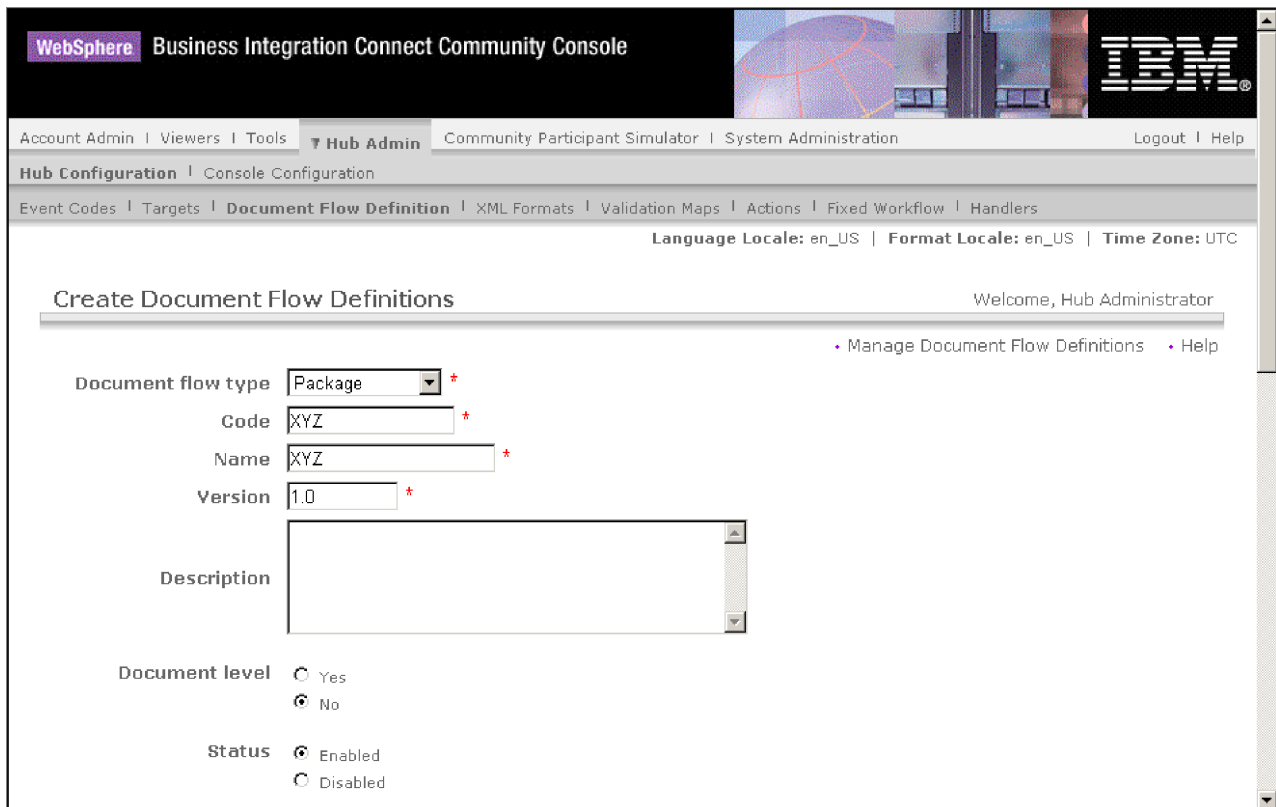 WebSphere Business Integration Connect Community Console
IBM®
Account Admin | Viewers | Tools Hub Admin Community Participant Simulator | System Administration Logout | Help
Hub Configuration | Console Configuration
Event Codes | Targets | Document Flow Definition | XML Formats | Validation Maps | Actions | Fixed Workflow | Handlers
Language Locale: en_US | Format Locale: en_US | Time Zone: UTC
Create Document Flow Definitions Welcome, Hub Administrator
• Manage Document Flow Definitions • Help
Document flow type Package *
Code XYZ *
Name XYZ *
Version 1.0 *
Description
Document level Yes
No
Status Enabled
Disabled